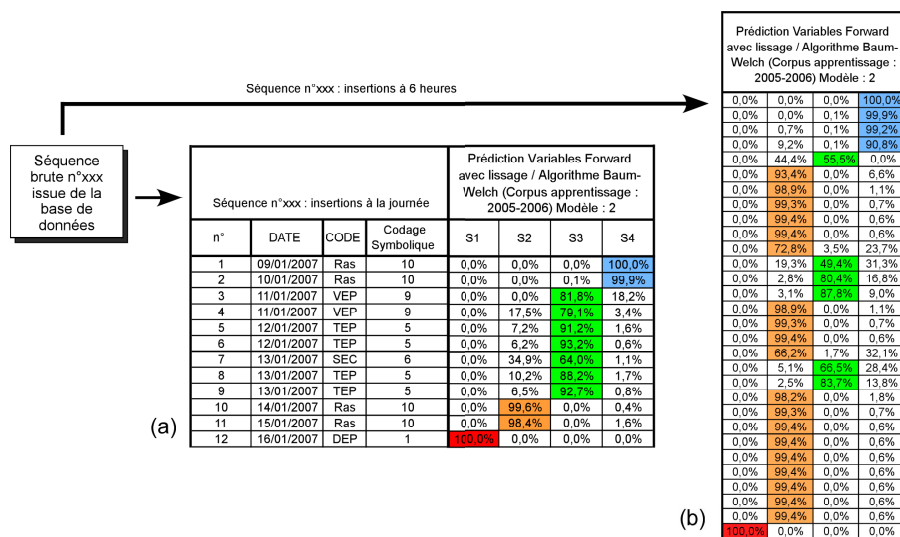 Séquence n°xxx : insertions à 6 heures
Séquence
brute n°xxx
issue de la
base de
données
Séquence n°xxx : insertions à la journée
Prédiction Variables Forward
avec lissage / Algorithme Baum-
Welch (Corpus apprentissage :
2005-2006) Modèle : 2
n° DATE CODE Codage Symbolique S1 S2 S3 S4
1 09/01/2007 Ras 10 0,0% 0,0% 0,0% 100,0%
2 10/01/2007 Ras 10 0,0% 0,0% 0,1% 99,9%
3 11/01/2007 VEP 9 0,0% 0,0% 81,8% 18,2%
4 11/01/2007 VEP 9 0,0% 17,5% 79,1% 3,4%
5 12/01/2007 TEP 5 0,0% 7,2% 91,2% 1,6%
6 12/01/2007 TEP 5 0,0% 6,2% 93,2% 0,6%
7 13/01/2007 SEC 6 0,0% 34,9% 64,0% 1,1%
8 13/01/2007 TEP 5 0,0% 10,2% 88,2% 1,7%
9 13/01/2007 TEP 5 0,0% 6,5% 92,7% 0,8%
10 14/01/2007 Ras 10 0,0% 99,6% 0,0% 0,4%
11 15/01/2007 Ras 10 0,0% 98,4% 0,0% 1,6%
12 16/01/2007 DEP 1 100,0% 0,0% 0,0% 0,0%
(a)
Prédiction Variables Forward
avec lissage / Algorithme Baum-
Welch (Corpus apprentissage :
2005-2006) Modèle : 2
0,0% 0,0% 0,0% 100,0%
0,0% 0,0% 0,1% 99,9%
0,0% 0,7% 0,1% 99,2%
0,0% 9,2% 0,1% 90,8%
0,0% 44,4% 55,5% 0,0%
0,0% 93,4% 0,0% 6,6%
0,0% 98,9% 0,0% 1,1%
0,0% 99,3% 0,0% 0,7%
0,0% 99,4% 0,0% 0,6%
0,0% 99,4% 0,0% 0,6%
0,0% 72,8% 3,5% 23,7%
0,0% 19,3% 49,4% 31,3%
0,0% 2,8% 80,4% 16,8%
0,0% 3,1% 87,8% 9,0%
0,0% 98,9% 0,0% 1,1%
0,0% 99,3% 0,0% 0,7%
0,0% 99,4% 0,0% 0,6%
0,0% 66,2% 1,7% 32,1%
0,0% 5,1% 66,5% 28,4%
0,0% 2,5% 83,7% 13,8%
0,0% 98,2% 0,0% 1,8%
0,0% 99,3% 0,0% 0,7%
0,0% 99,4% 0,0% 0,6%
0,0% 99,4% 0,0% 0,6%
0,0% 99,4% 0,0% 0,6%
0,0% 99,4% 0,0% 0,6%
0,0% 99,4% 0,0% 0,6%
0,0% 99,4% 0,0% 0,6%
0,0% 99,4% 0,0% 0,6%
100,0% 0,0% 0,0% 0,0%
(b)